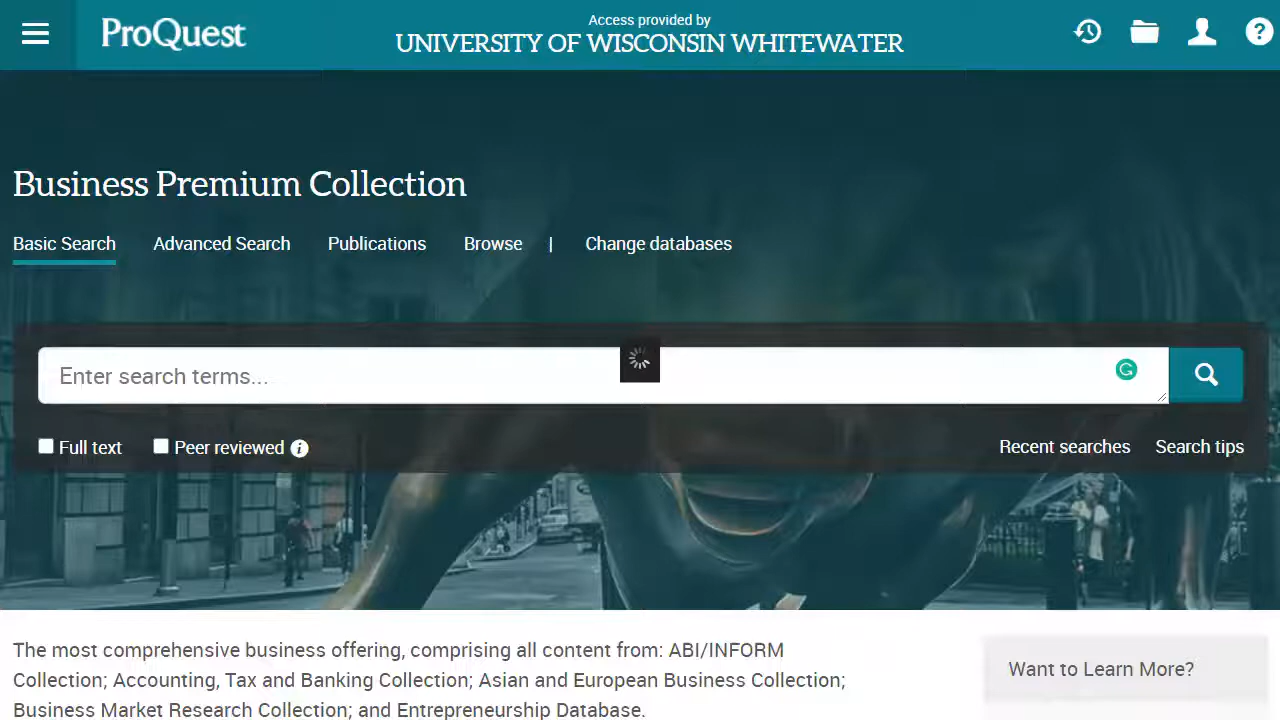 ProQuest
Access provided by
UNIVERSITY OF WISCONSIN WHITEWATER
Business Premium Collection
Basic Search Advanced Search Publications Browse | Change databases
Enter search terms...
Full text Peer reviewed Recent searches Search tips
The most comprehensive business offering, comprising all content from: ABI/INFORM
Collection; Accounting, Tax and Banking Collection; Asian and European Business Collection;
Business Market Research Collection; and Entrepreneurship Database.
Want to Learn More?